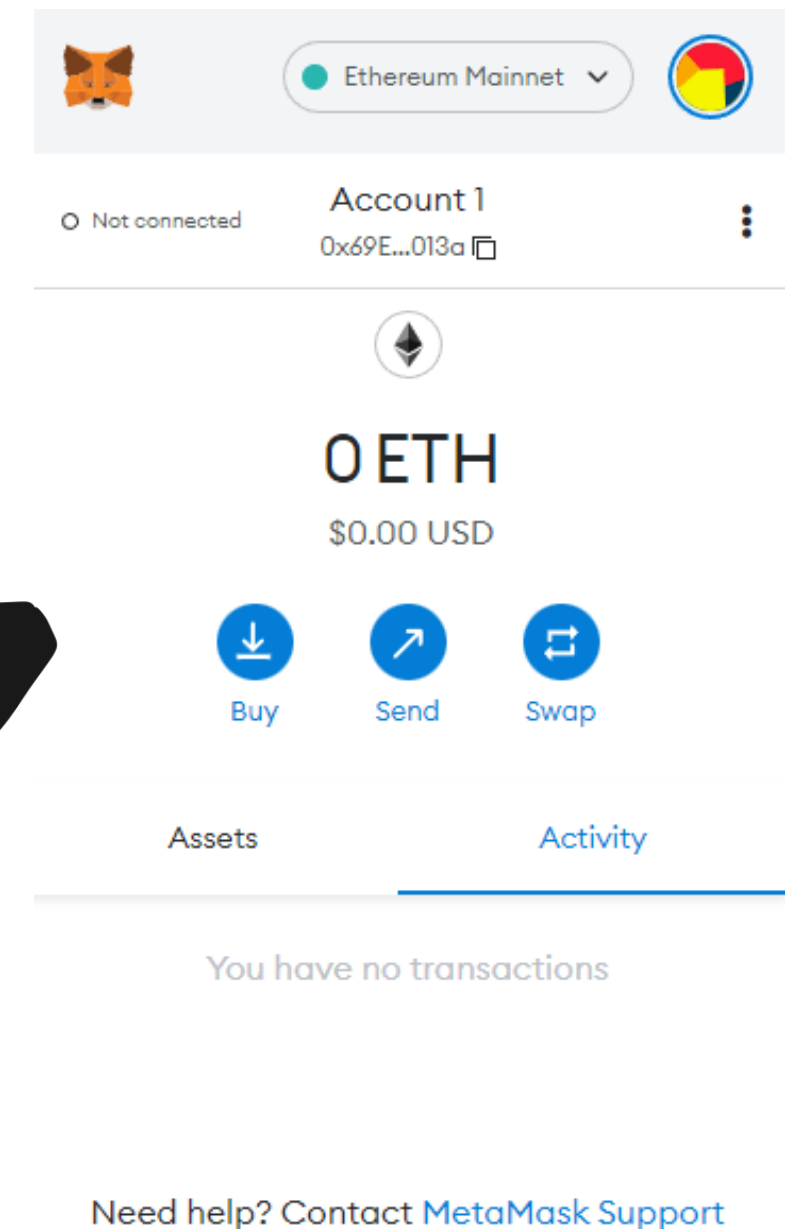 Ethereum Mainnet
Not connected
Account 1
0x69E...013a
0 ETH
$0.00 USD
Buy Send Swap
Assets Activity
You have no transactions
Need help? Contact MetaMask Support